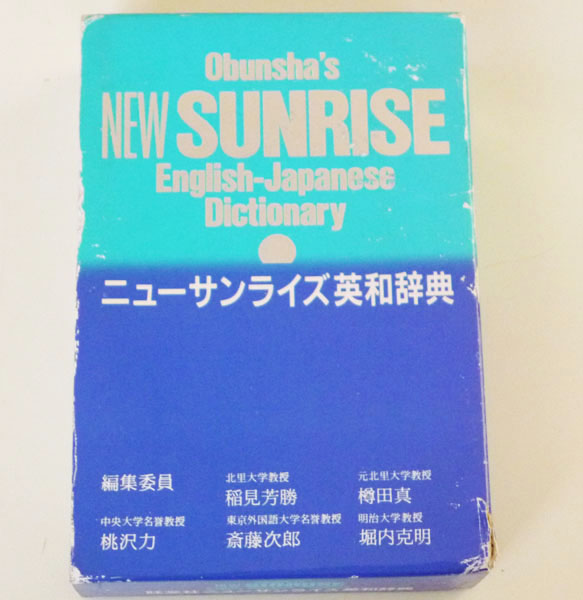 Obunsha's
NEW SUNRISE
English-Japanese
Dictionary
ニューサンライズ英和辞典
編集委員
北里大学教授
稲見芳勝
元北里大学教授
樽田真
中央大学名誉教授
桃沢力
東京外国語大学名誉教授
斎藤次郎
明治大学教授
堀内克明